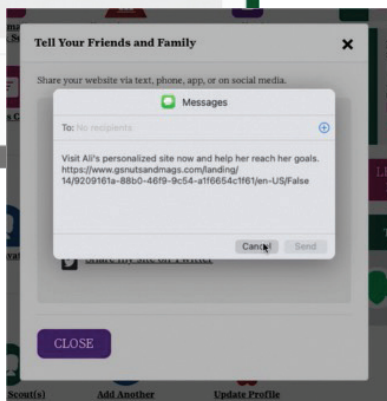 Tell Your Friends and Family
Share your website via text, phone, app, or on social media.
Messages
To: No recipients
Visit Ali's personalized site now and help her reach her goals.
https://www.gsnutsandmags.com/landing/
14/9209161a-88b0-46f9-9c54-a1f6654c1f61/en-US/False
Cancel Send
Share my site on Twitter
CLOSE
Scout(s) Add Another Update Profile